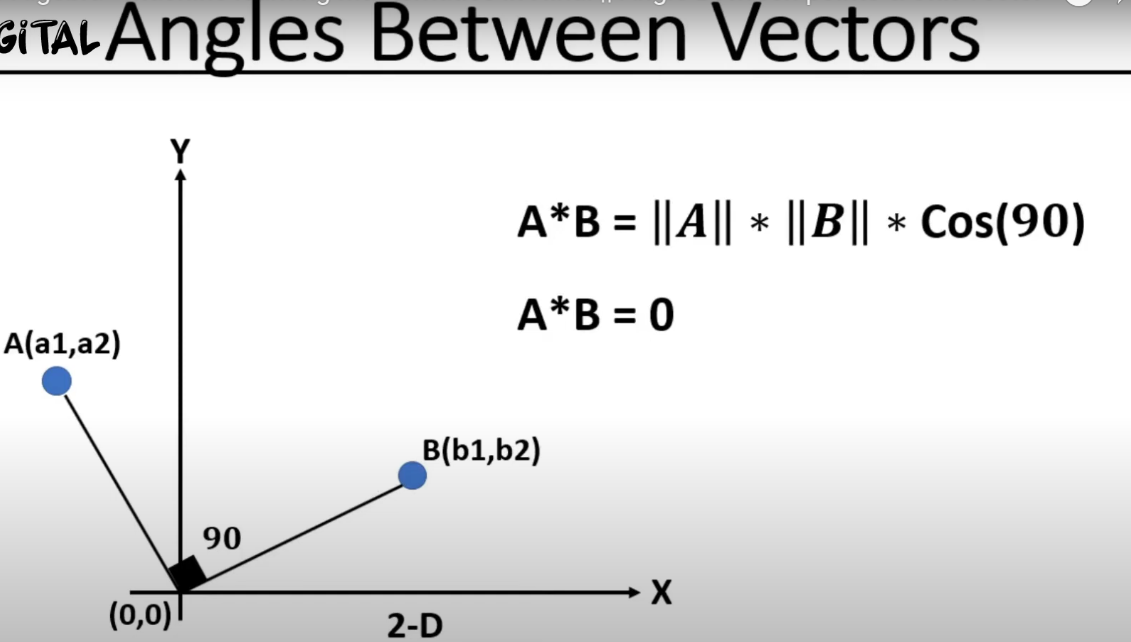 GiTAL
Angles Between Vectors
Y
A*B = ||A|| * ||B|| * Cos(90)
A*B = 0
A(a1,a2)
B(b1,b2)
90
X
(0,0)
2-D